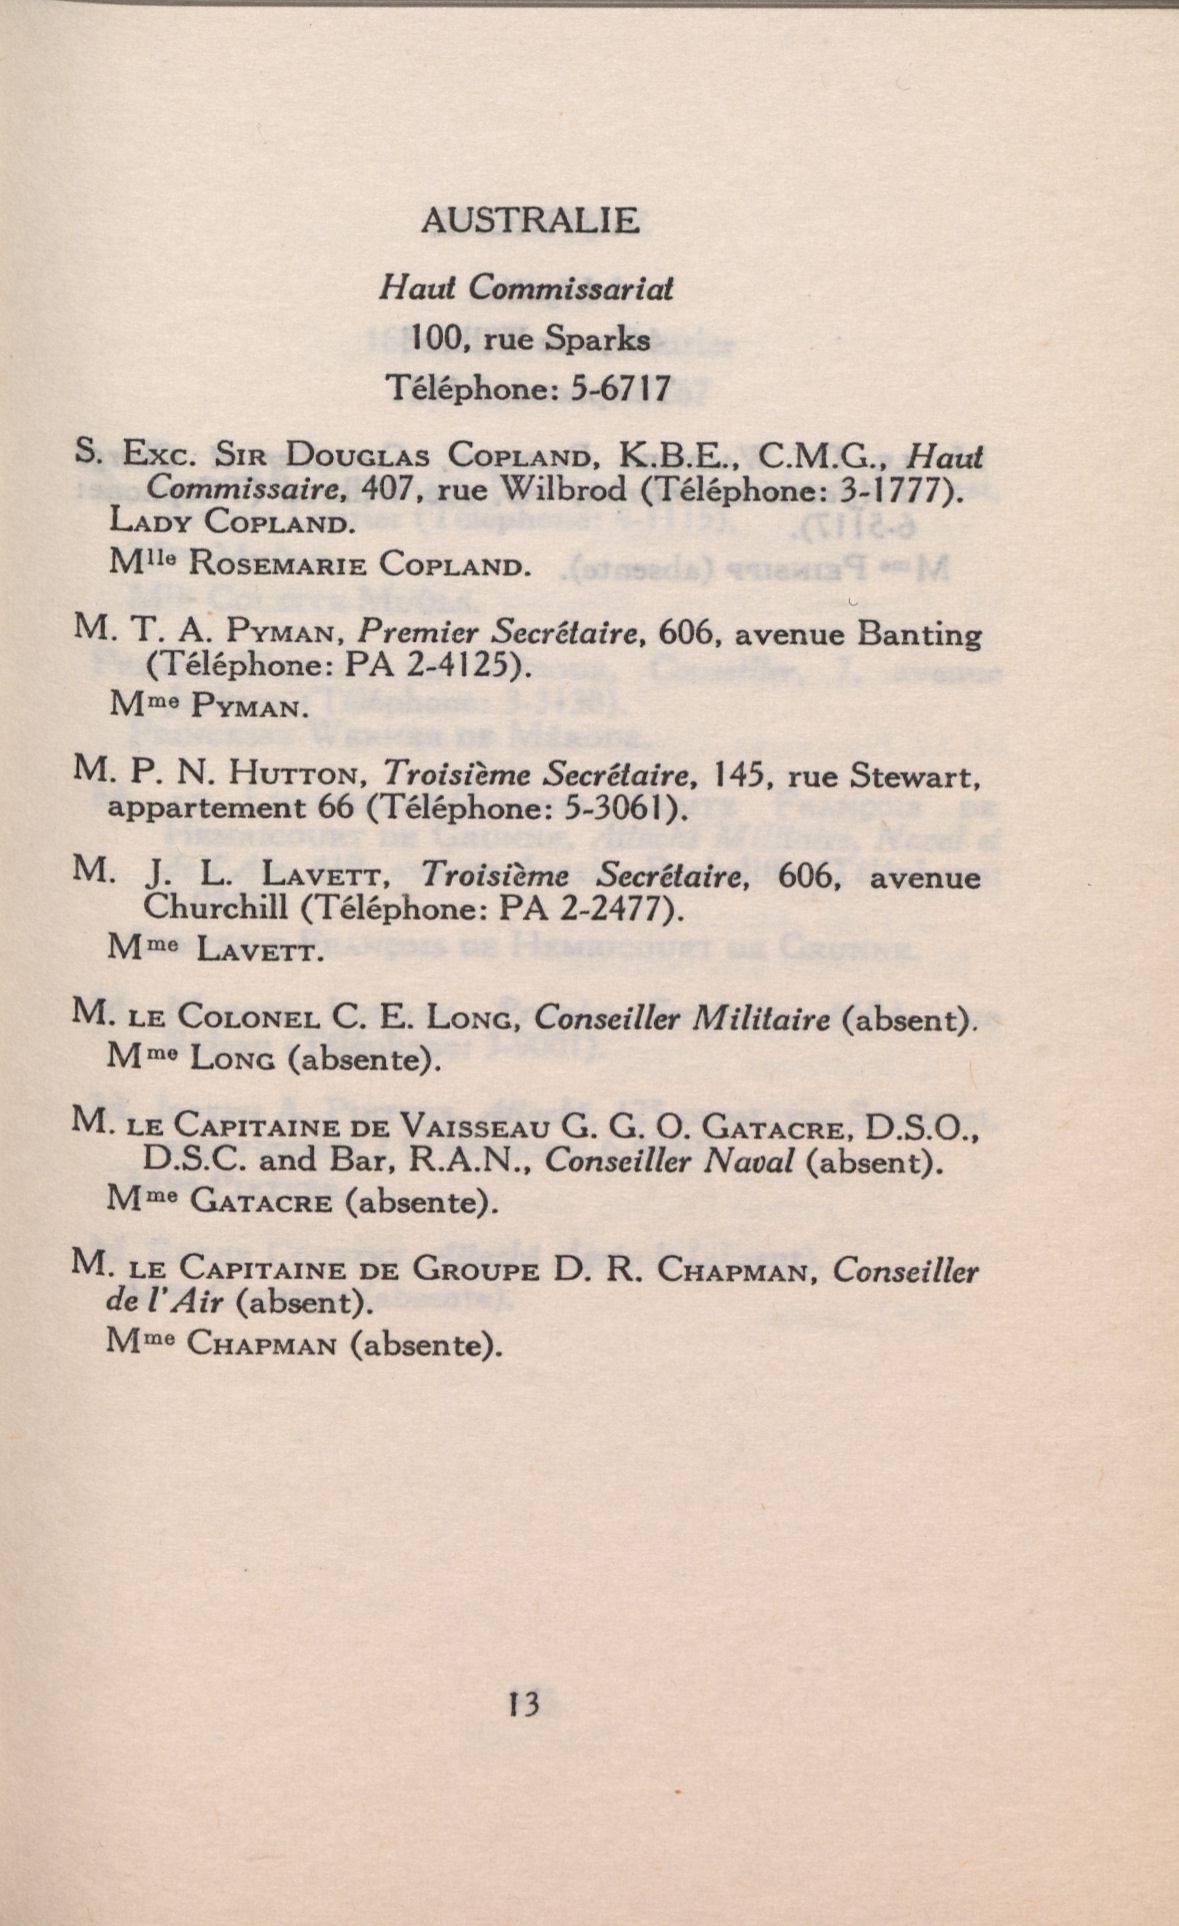 AUSTRALIE
Haut Commissariat
100, rue Sparks
Téléphone: 5-6717
S. Exc. Sir Douglas Copland, K.B.E., C.M.G., Haut
Commissaire, 407, rue Wilbrod (Téléphone: 3-1777).
Lady Copland.
Mlle Rosemarie Copland.
M. T. A. Pyman, Premier Secrétaire, 606, avenue Banting
(Téléphone: PA 2-4125).
Mme Pyman.
M. P. N. Hutton, Troisième Secrétaire, 145, rue Stewart,
appartement 66 (Téléphone: 5-3061).
M. J. L. Lavett, Troisième Secrétaire, 606, avenue
Churchill (Téléphone: PA 2-2477).
Mme Lavett.
M. le Colonel C. E. Long, Conseiller Militaire (absent).
Mme Long (absente).
M. le Capitaine de Vaisseau G. G. O. Gatacre, D.S.O.,
D.S.C. and Bar, R.A.N., Conseiller Naval (absent).
Mme Gatacre (absente).
M. le Capitaine de Groupe D. R. Chapman, Conseiller
de l'Air (absent).
Mme Chapman (absente).
13